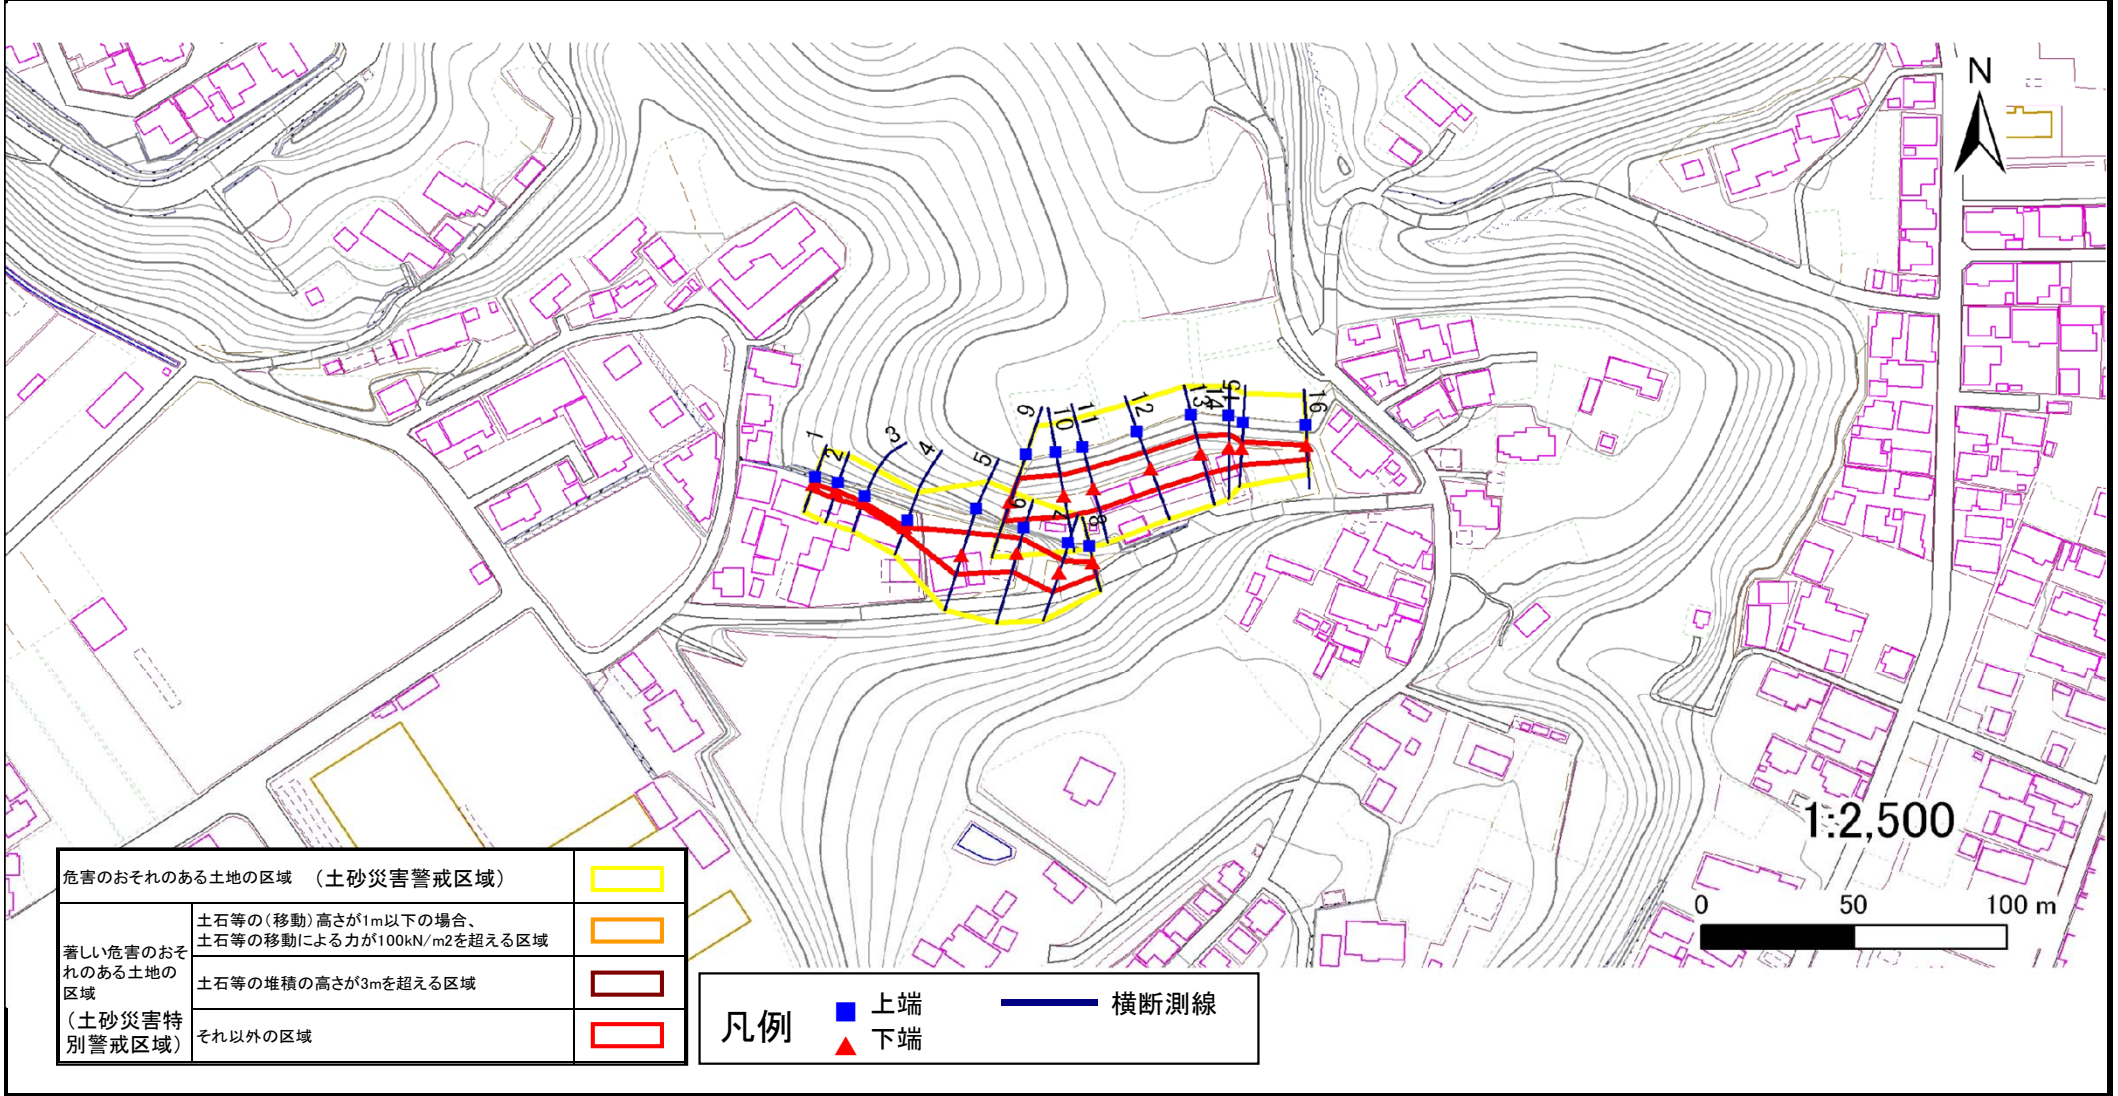 N
1
2
3
4
5
6
7
8
9
10
11
12
13
14
15
16
1:2,500
0 50 100 m
危害のおそれのある土地の区域 （土砂災害警戒区域）
著しい危害のおそ
れのある土地の
区域
（土砂災害特
別警戒区域）
土石等の（移動）高さが1m以下の場合、
土石等の移動による力が100kN/m2を超える区域
土石等の堆積の高さが3mを超える区域
それ以外の区域
凡例
上端
下端
横断測線